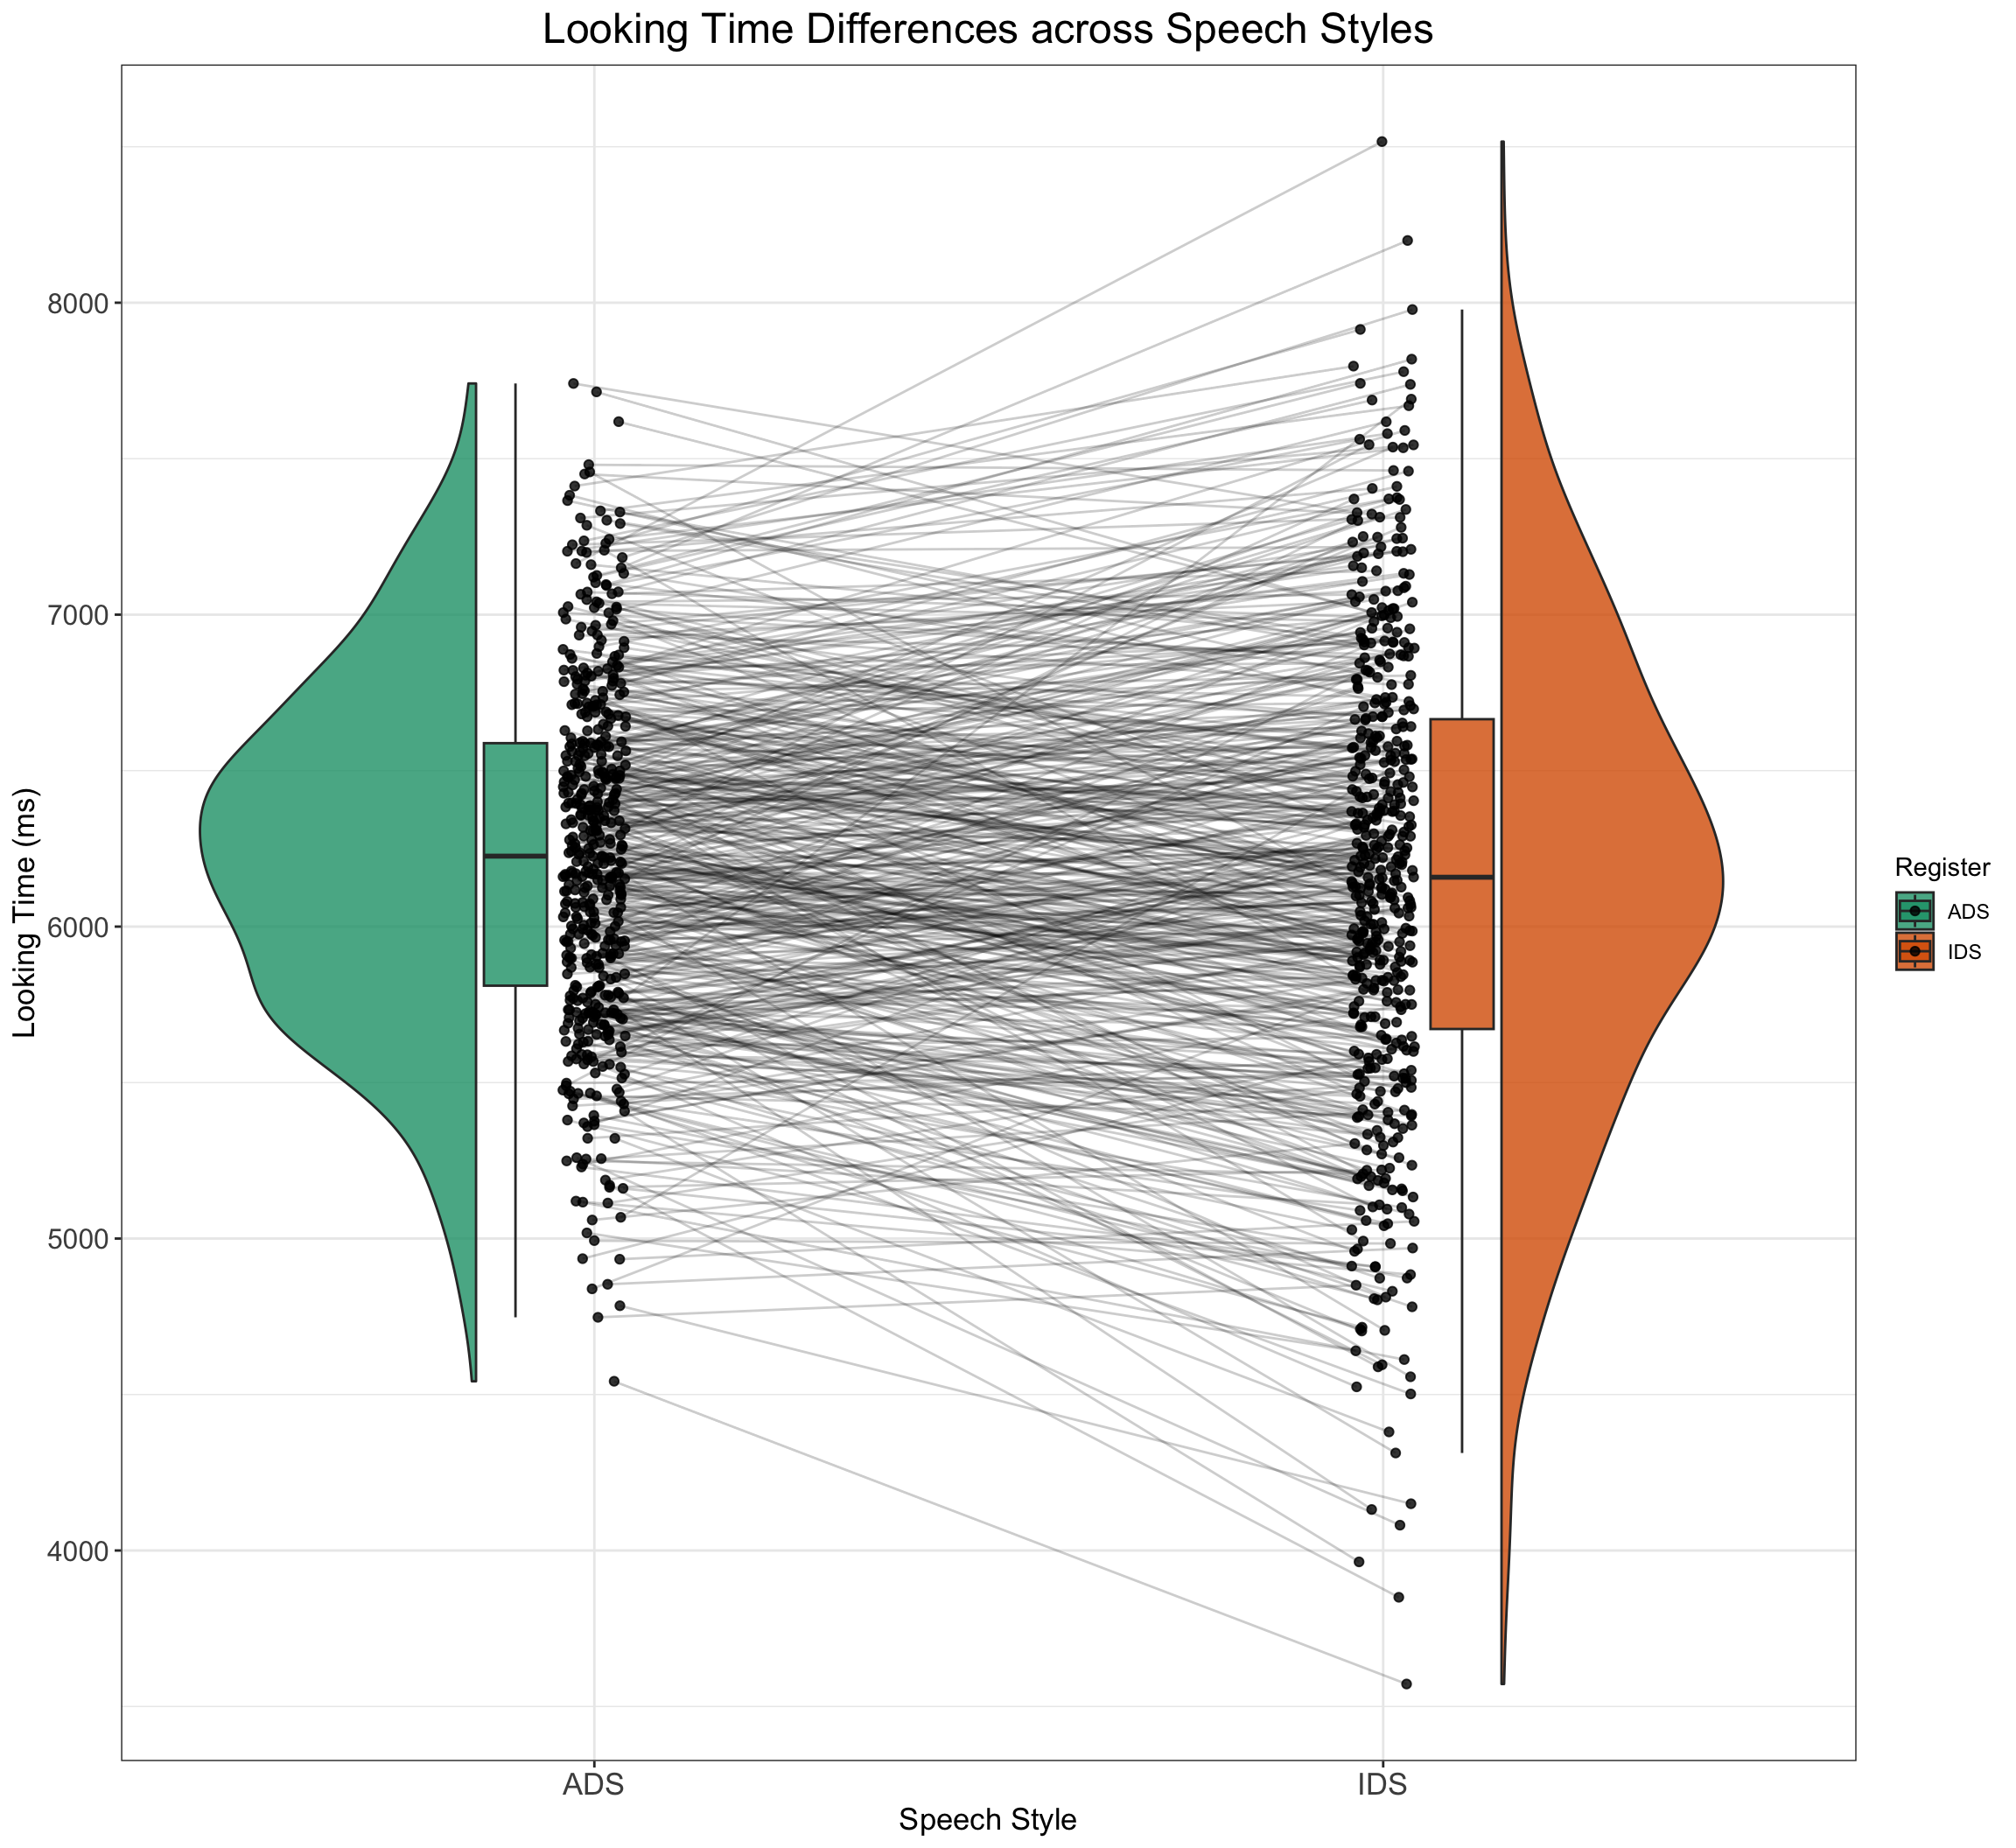 Looking Time Differences across Speech Styles
8000
7000
6000
5000
4000
Looking Time (ms)
ADS
IDS
Speech Style
Register
ADS
IDS